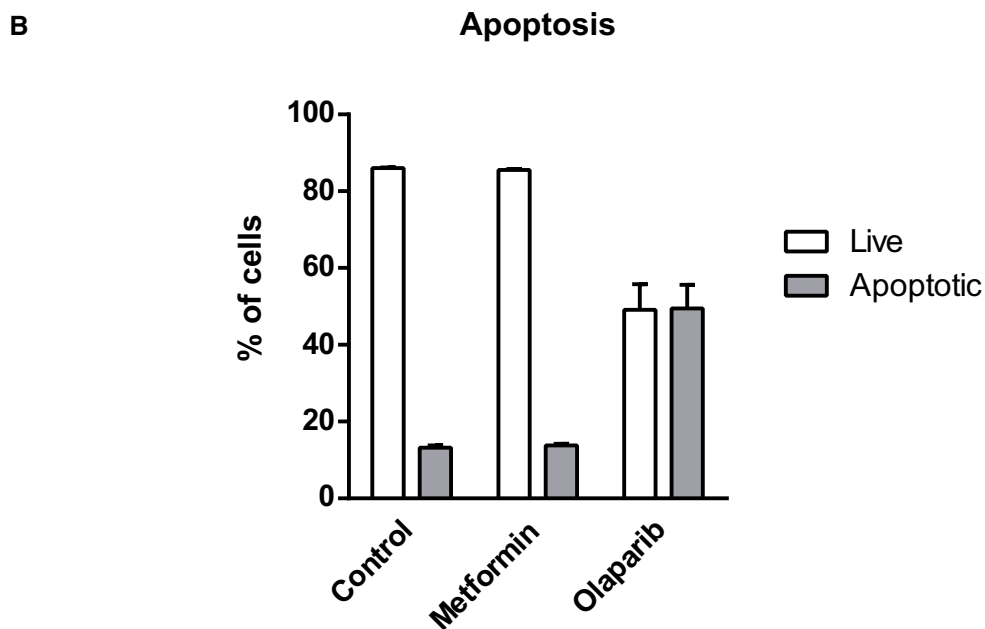 B
Apoptosis
% of cells
100
80
60
40
20
0
Control
Metformin
Olaparib
Live
Apoptotic